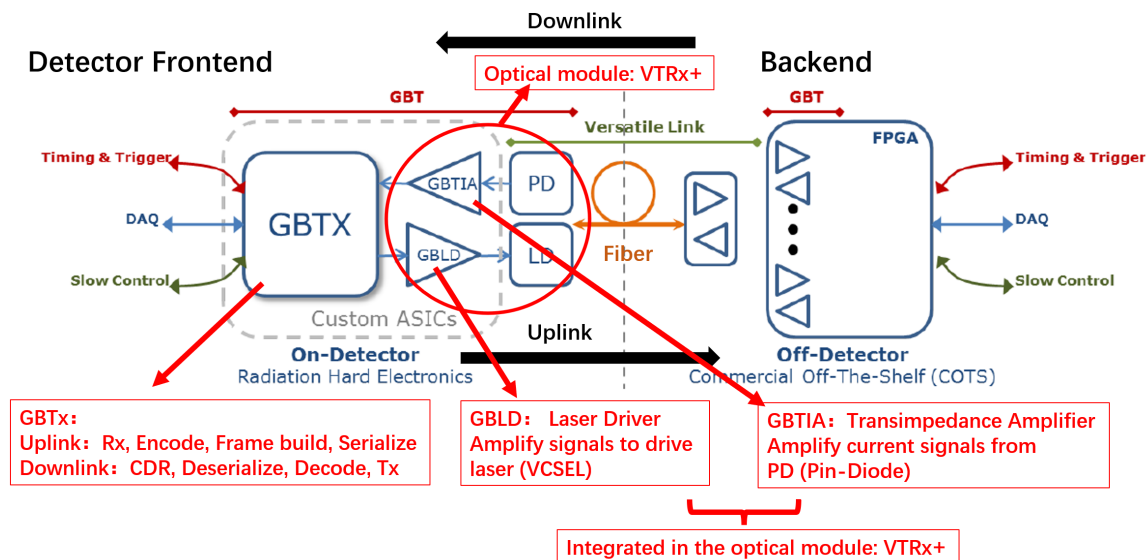 Downlink
Detector Frontend
Optical module: VTRx+
Backend
GBT
GBT
Versatile Link
FPGA
Timing & Trigger
GBTIA
PD
Timing & Trigger
DAQ
GBTX
DAQ
GBLD
LD
Fiber
Slow Control
Slow Control
Custom ASICs
Uplink
On-Detector
Radiation Hard Electronics
Off-Detector
Commercial Off-The-Shelf (COTS)
GBTx:
Uplink: Rx, Encode, Frame build, Serialize
Downlink: CDR, Deserialize, Decode, Tx
GBLD: Laser Driver
Amplify signals to drive
laser (VCSEL)
GBTIA: Transimpedance Amplifier
Amplify current signals from
PD (Pin-Diode)
Integrated in the optical module: VTRx+